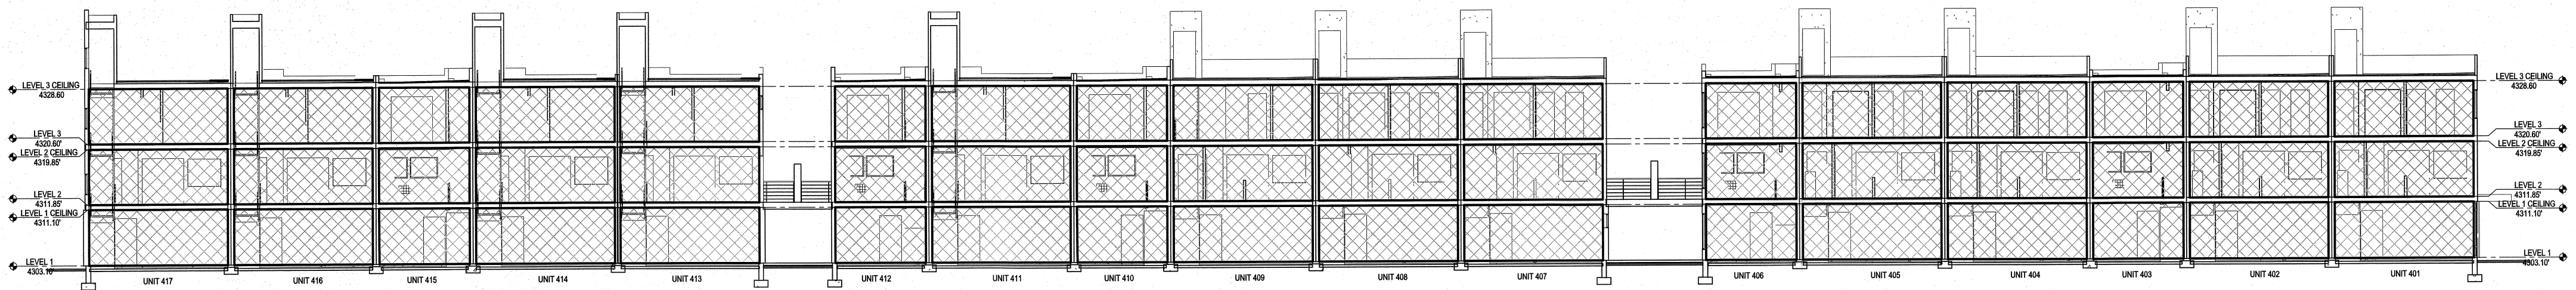 LEVEL 3 CEILING
4328.60
LEVEL 3
4320.60'
LEVEL 2 CEILING
4319.85'
LEVEL 2
4311.85'
LEVEL 1 CEILING
4311.10'
LEVEL 1
4303.10'
UNIT 417
UNIT 416
UNIT 415
UNIT 414
UNIT 413
UNIT 412
UNIT 411
UNIT 410
UNIT 409
UNIT 408
UNIT 407
UNIT 406
UNIT 405
UNIT 404
UNIT 403
UNIT 402
UNIT 401
LEVEL 3 CEILING
4328.60
LEVEL 3
4320.60'
LEVEL 2 CEILING
4319.85'
LEVEL 2
4311.85'
LEVEL 1 CEILING
4311.10'
LEVEL 1
4303.10'